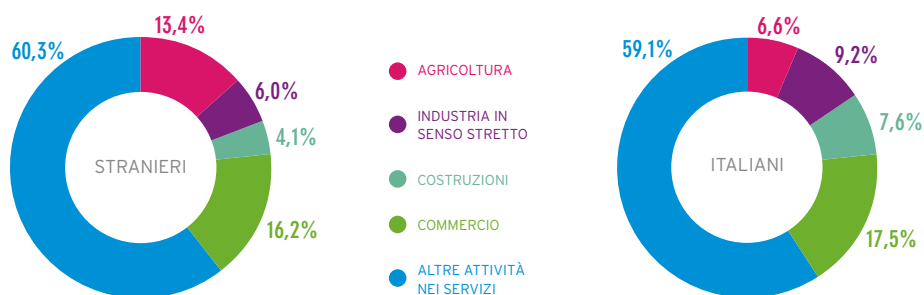 60,3%
13,4%
6,0%
4,1%
16,2%
STRANIERI
AGRICOLTURA
INDUSTRIA IN
SENSO STRETTO
COSTRUZIONI
COMMERCIO
ALTRE ATTIVITÀ
NEI SERVIZI
59,1%
6,6%
9,2%
7,6%
17,5%
ITALIANI